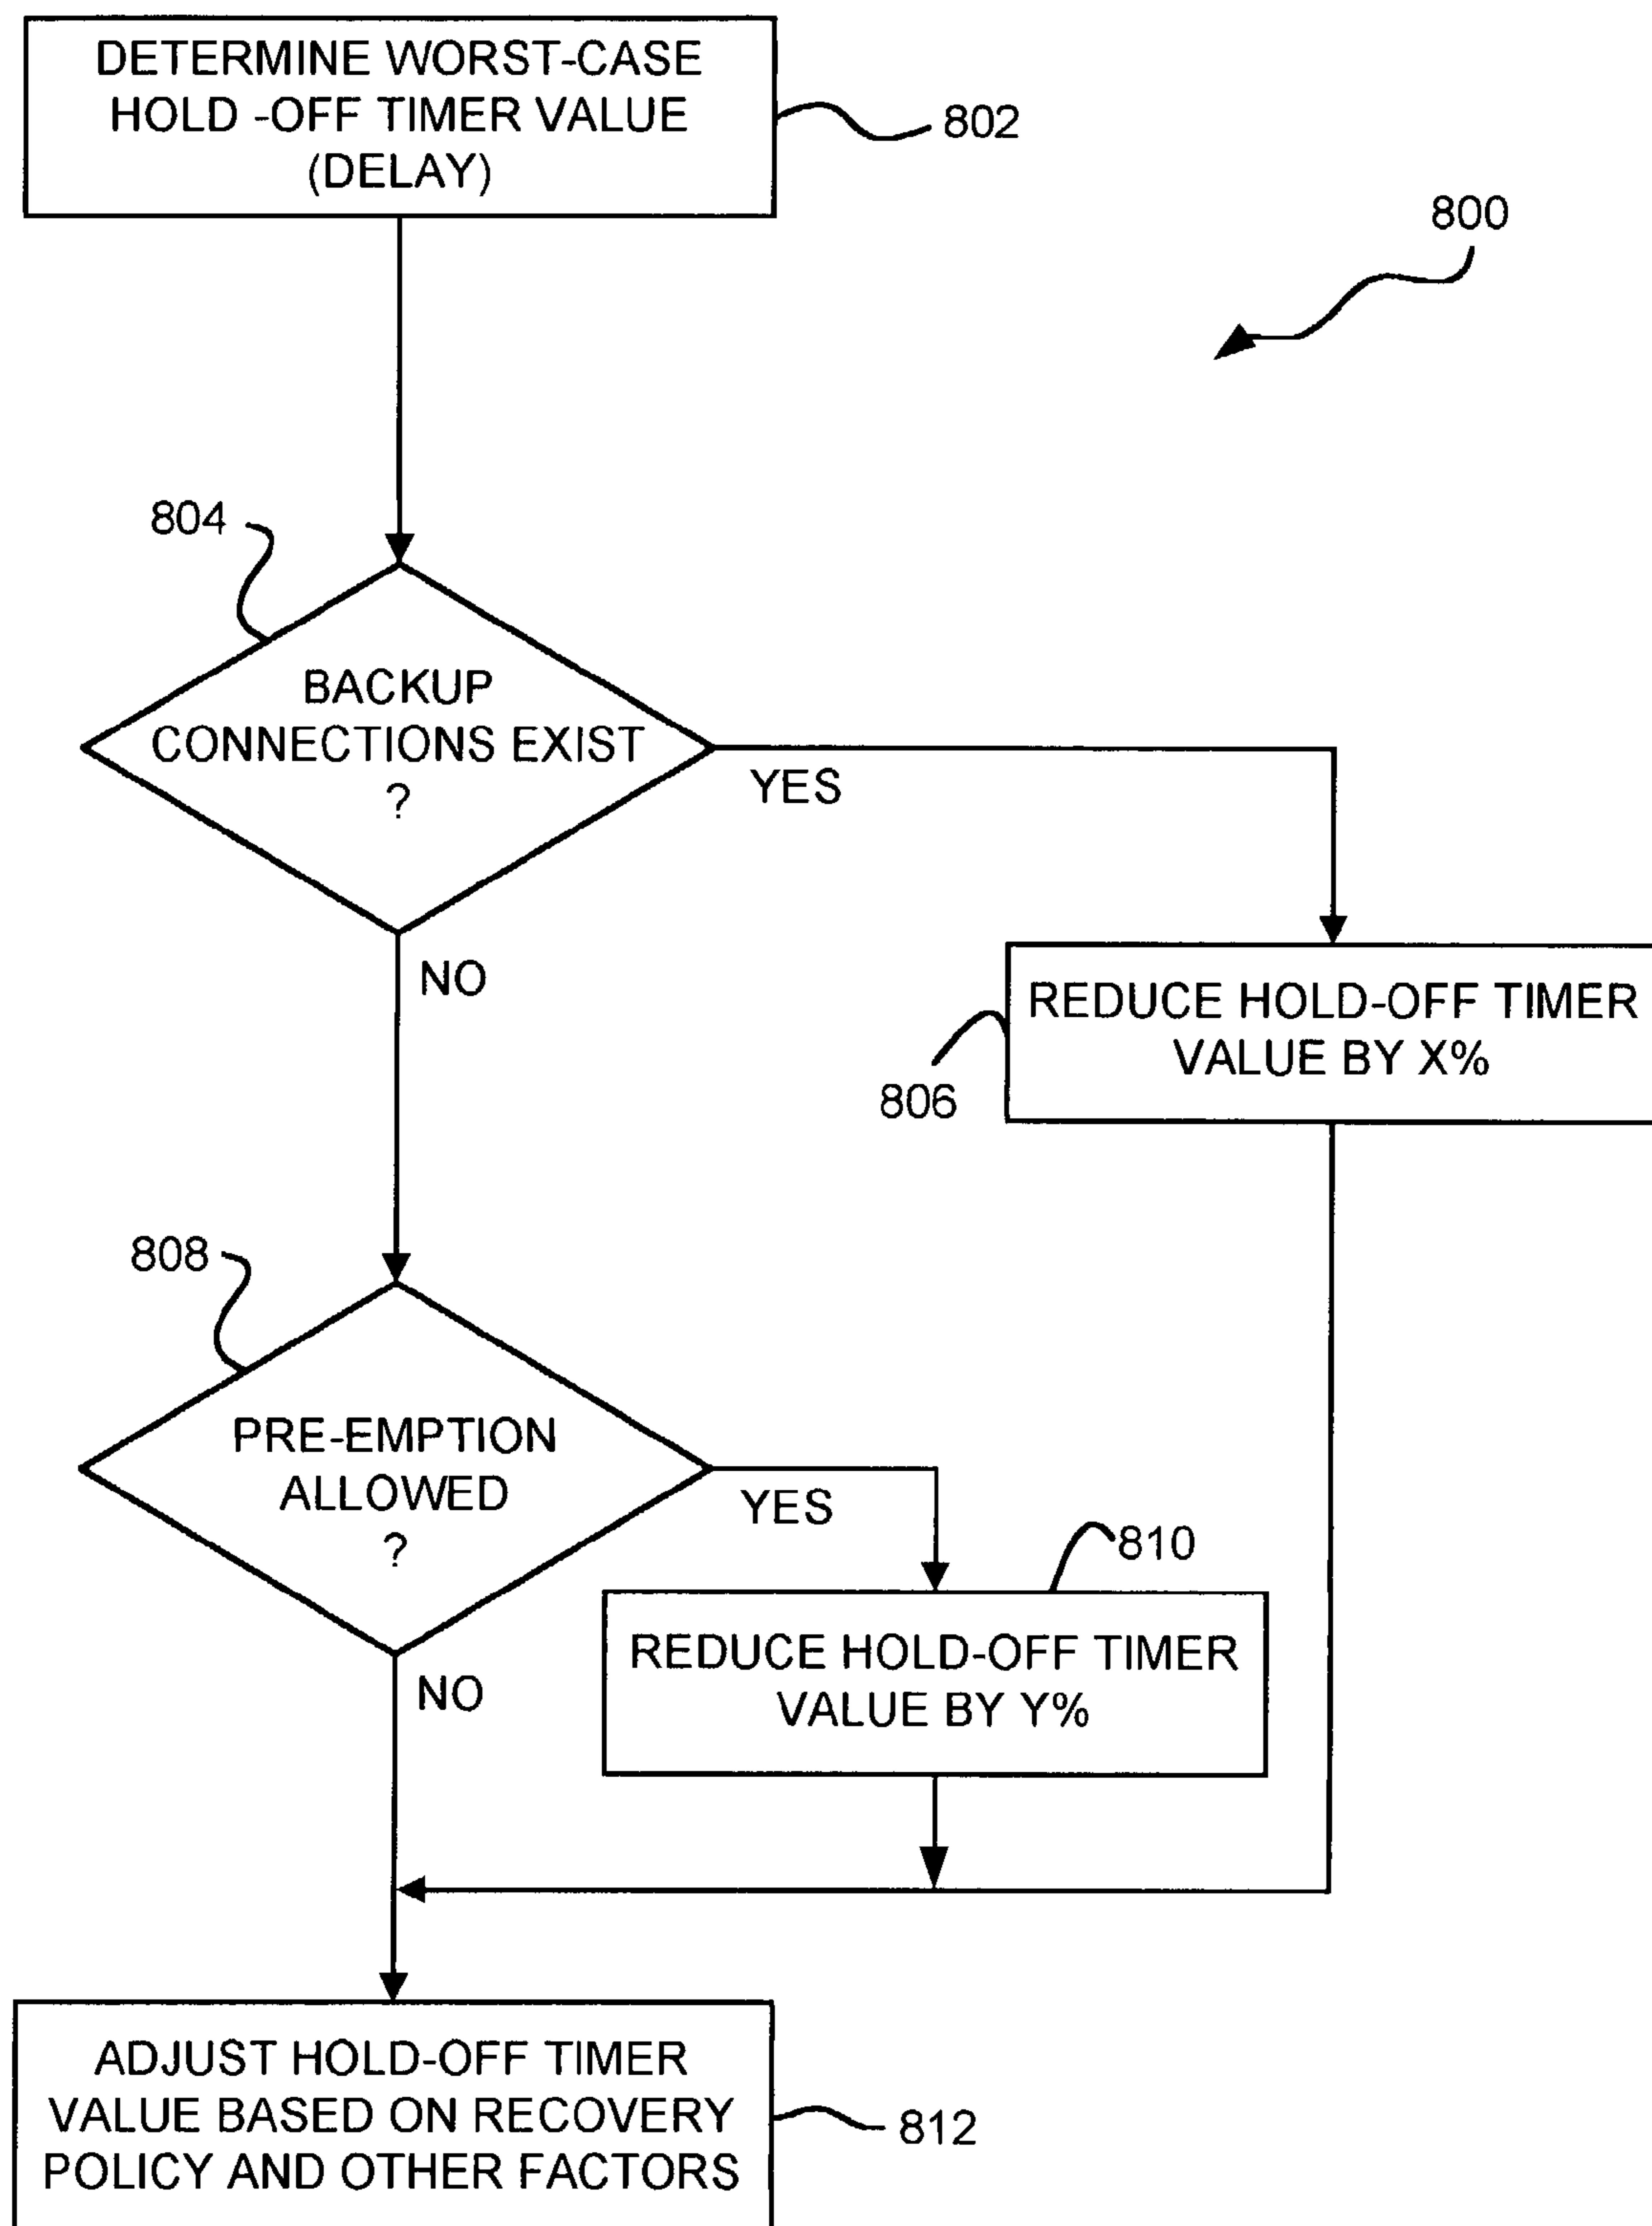 DETERMINE WORST-CASE
HOLD -OFF TIMER VALUE
(DELAY)
802
800
804
BACKUP
CONNECTIONS EXIST
?
YES
NO
REDUCE HOLD-OFF TIMER
VALUE BY X%
806
808
PRE-EMPTION
ALLOWED
?
YES
810
REDUCE HOLD-OFF TIMER
VALUE BY Y%
NO
ADJUST HOLD-OFF TIMER
VALUE BASED ON RECOVERY
POLICY AND OTHER FACTORS
812